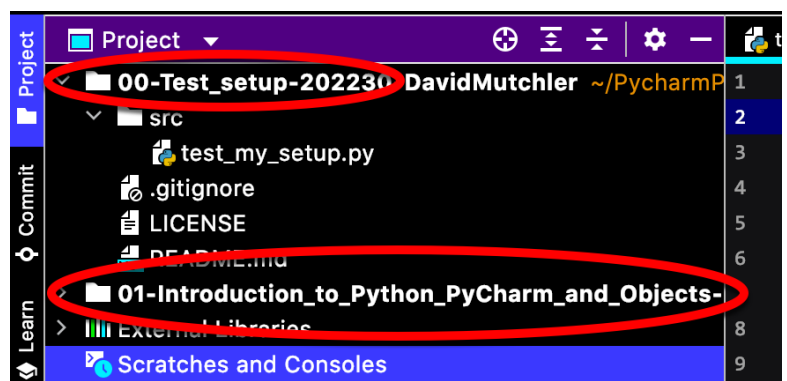 Project
Project
t
00-Test_setup-202230-DavidMutchler ~/PycharmP
src
test_my_setup.py
.gitignore
LICENSE
README.md
01-Introduction_to_Python_PyCharm_and_Objects-
External Libraries
Scratches and Consoles
Commit
Learn
1
2
3
4
5
6
8
9